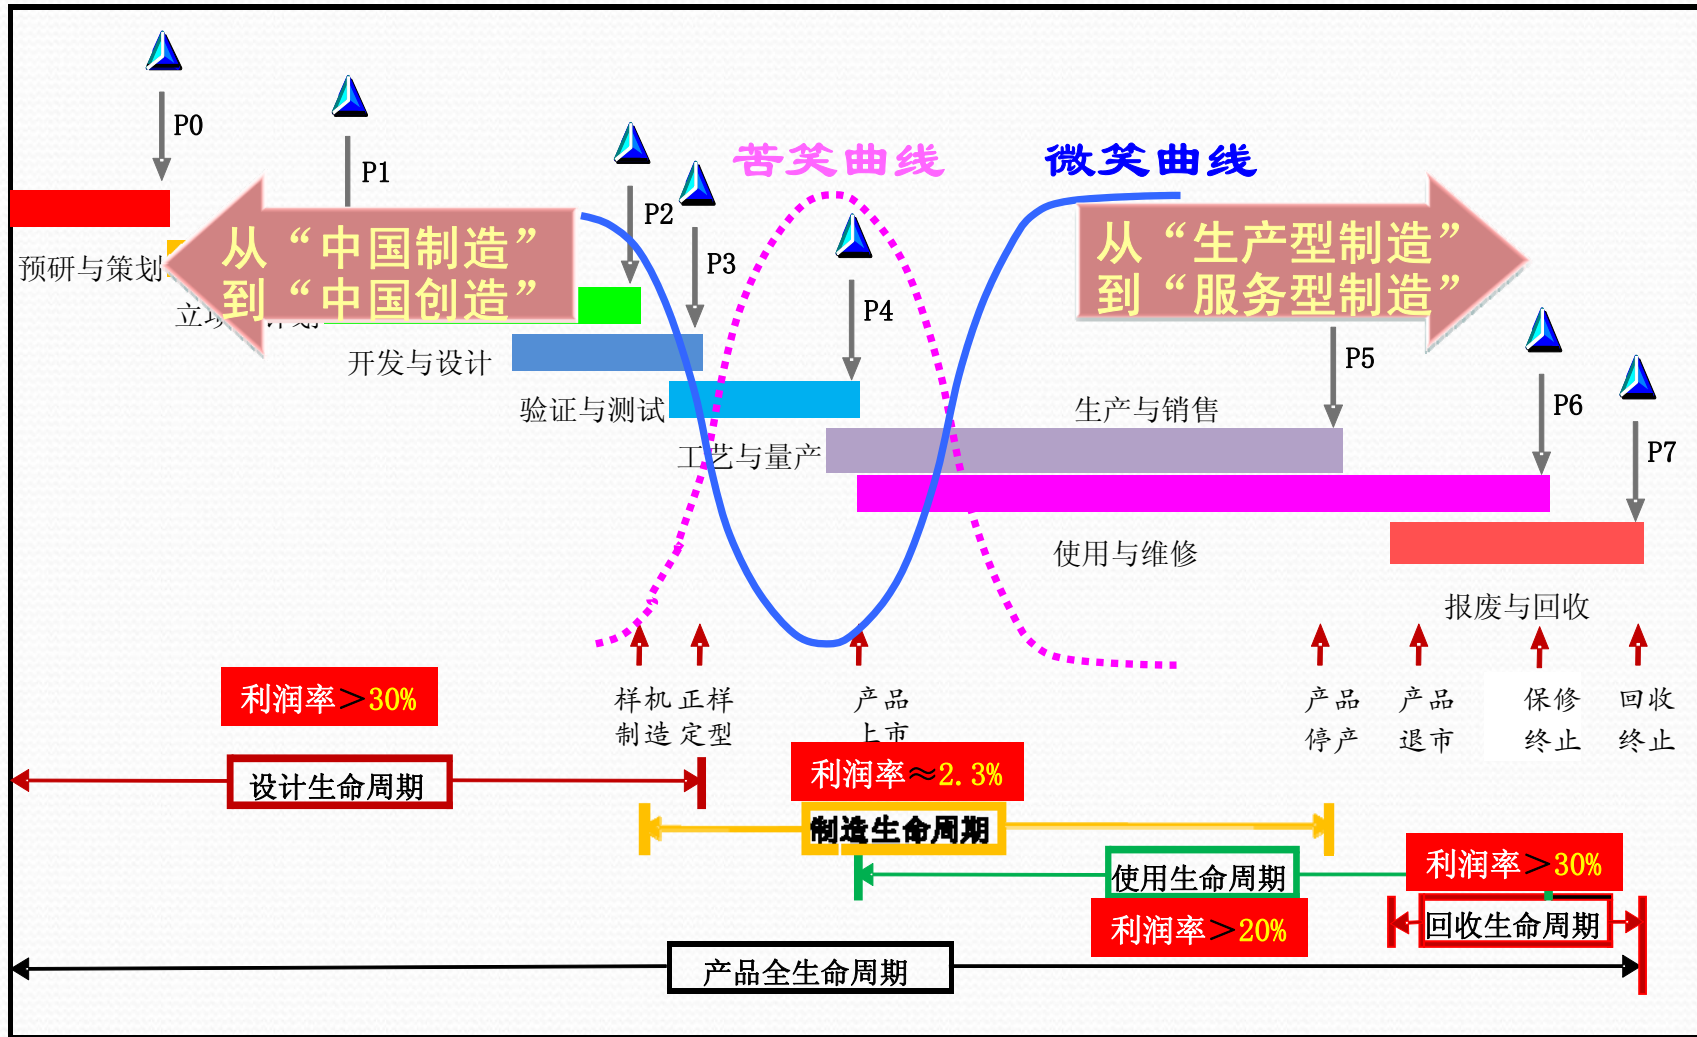 P0
P1
P2
P3
P4
P5
P6
P7
苦笑曲线
微笑曲线
从“中国制造”
到“中国创造”
从“生产型制造”
到“服务型制造”
预研与策划
立项
计划
开发与设计
验证与测试
工艺与量产
生产与销售
使用与维修
报废与回收
样机
制造
正样
定型
产品
上市
产品
停产
产品
退市
保修
终止
回收
终止
利润率＞30%
设计生命周期
利润率≈2.3%
制造生命周期
使用生命周期
利润率＞20%
利润率＞30%
回收生命周期
产品全生命周期